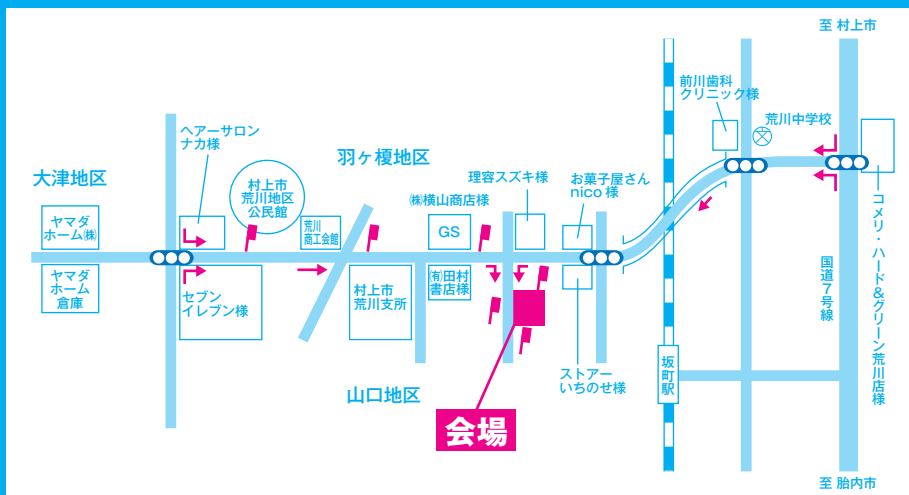 至 村上市
前川歯科
クリニック様
荒川中学校
ヘアーサロン
ナカ様
羽ヶ榎地区
大津地区
村上市
荒川地区
公民館
理容スズキ様
お菓子屋さん
nico 様
㈱横山商店様
ヤマダ
ホーム㈱
荒川
商工会館
GS
コメリ・ハード&グリーン荒川店様
国道７号線
ヤマダ
ホーム
倉庫
セブン
イレブン様
村上市
荒川支所
㈲田村
書店様
ストアー
いちのせ様
坂町駅
山口地区
会場
至 胎内市